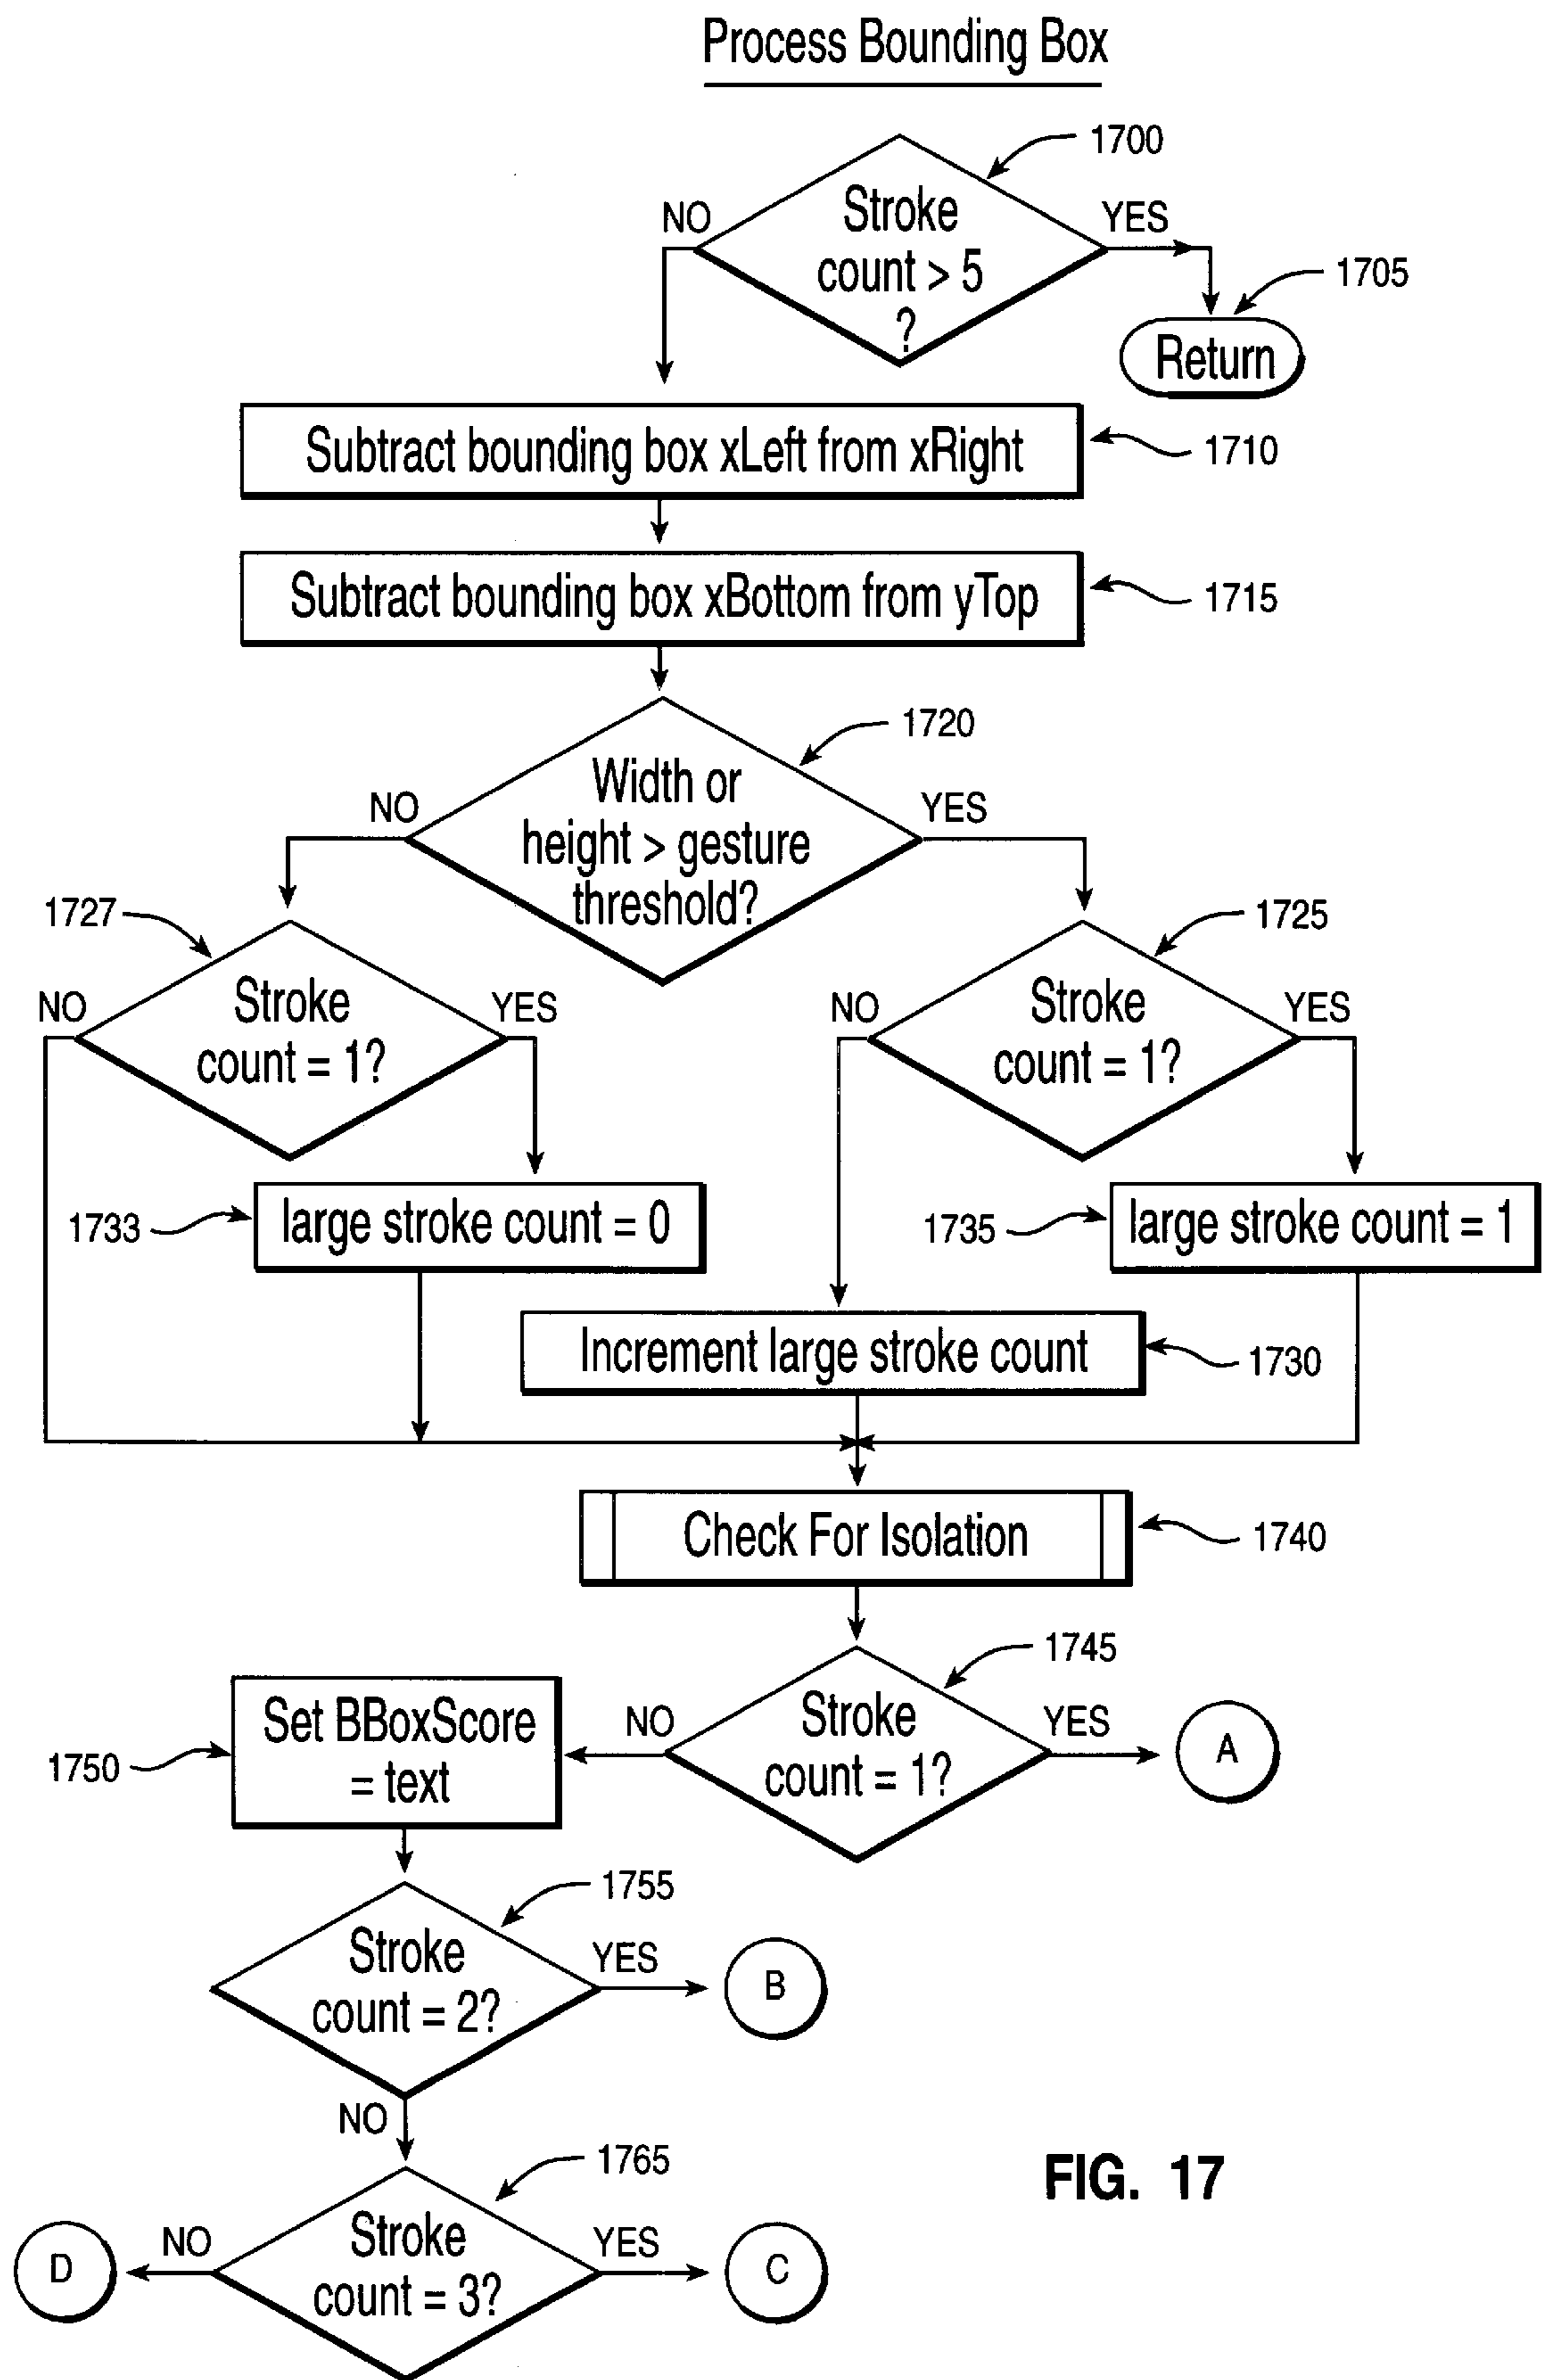 Process Bounding Box
1700
NO
Stroke
YES
count > 5
?
1705
Return
Subtract bounding box xLeft from xRight
1710
Subtract bounding box xBottom from yTop
1715
1720
Width or
NO
YES
height > gesture
threshold?
1727
1725
NO
Stroke
YES
count = 1?
NO
Stroke
YES
count = 1?
1733
large stroke count = 0
1735
large stroke count = 1
Increment large stroke count
1730
Check For Isolation
1740
1745
Set BBoxScore
= text
1750
NO
Stroke
YES
count = 1?
A
1755
Stroke
YES
count = 2?
B
NO
1765
FIG. 17
D
NO
Stroke
YES
count = 3?
C